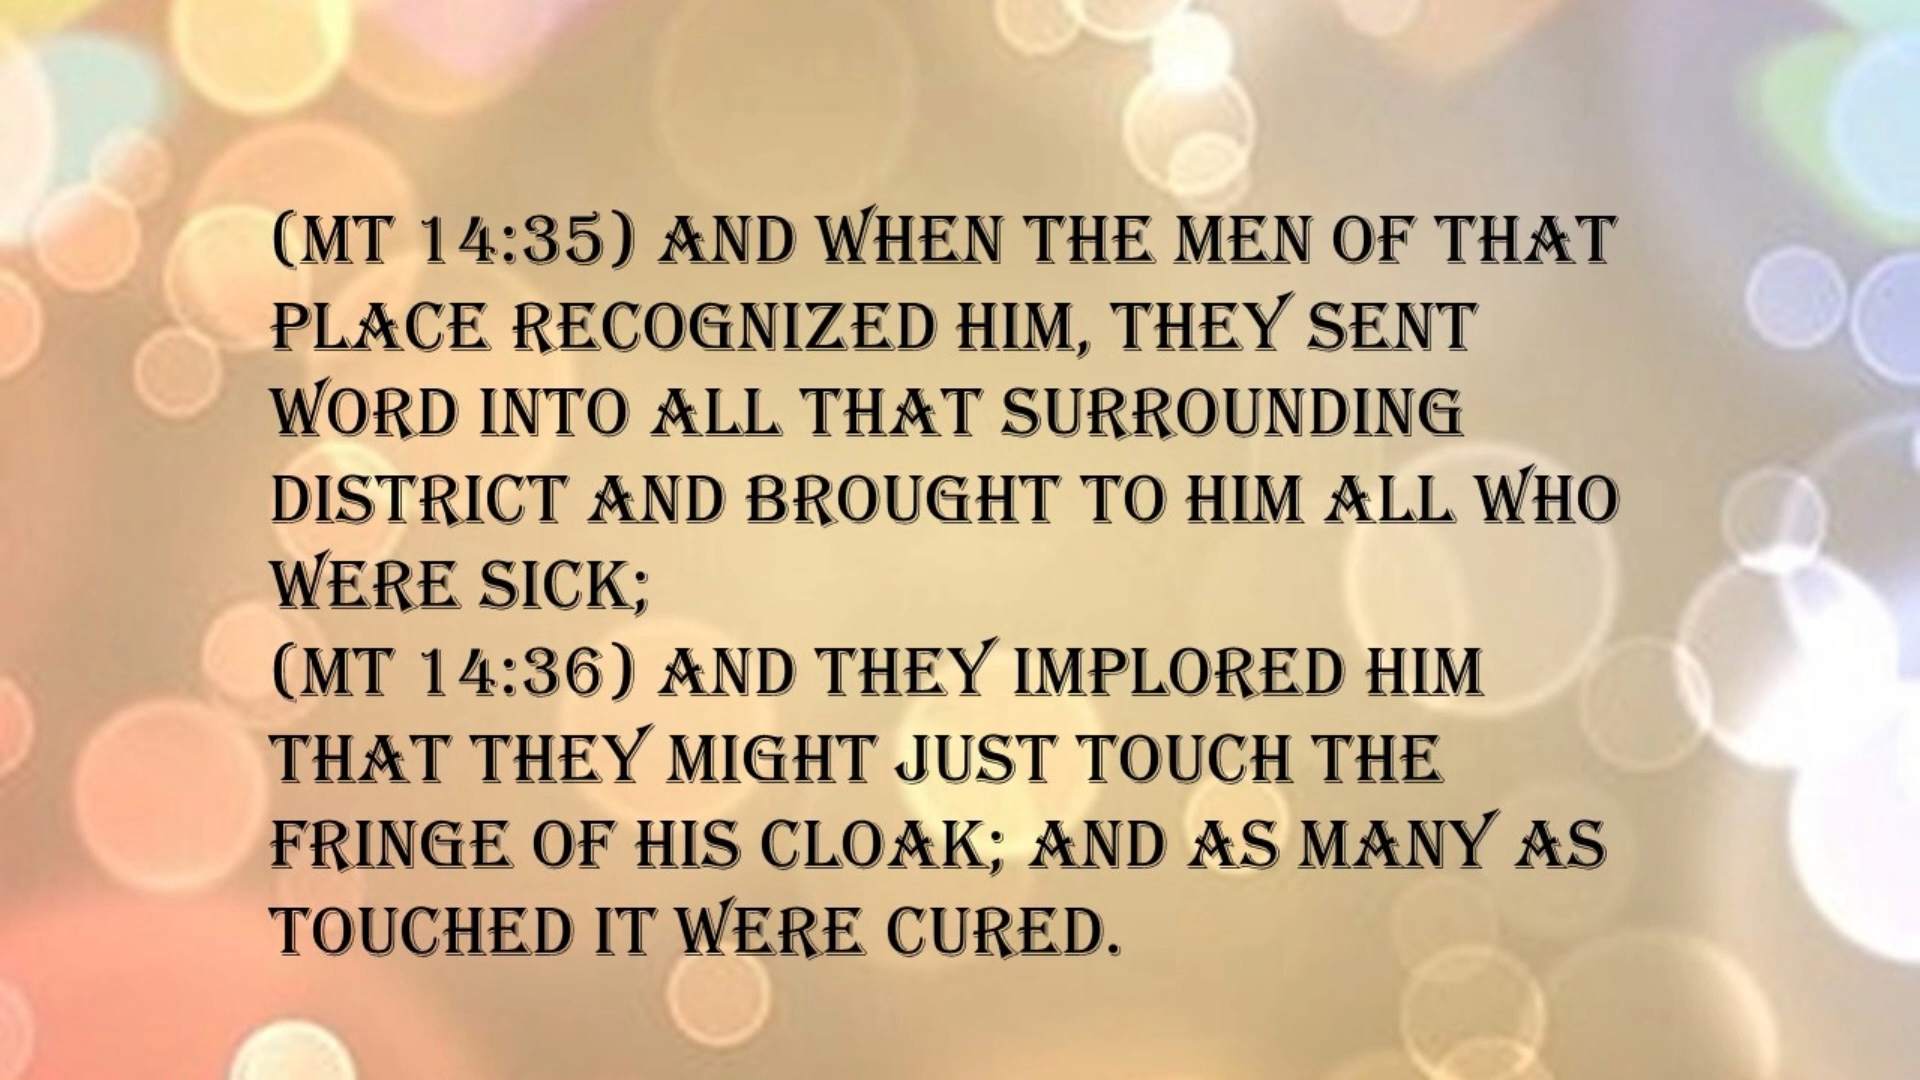 (MT 14:35) AND WHEN THE MEN OF THAT
PLACE RECOGNIZED HIM, THEY SENT
WORD INTO ALL THAT SURROUNDING
DISTRICT AND BROUGHT TO HIM ALL WHO
WERE SICK;
(MT 14:36) AND THEY IMPLORED HIM
THAT THEY MIGHT JUST TOUCH THE
FRINGE OF HIS CLOAK; AND AS MANY AS
TOUCHED IT WERE CURED.